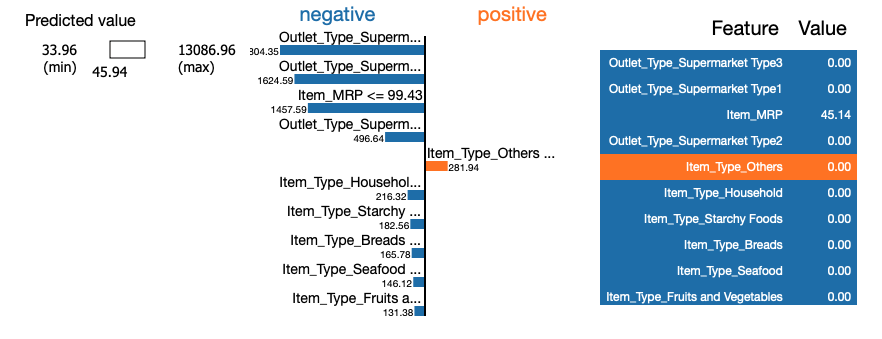 Predicted value
33.96
(min)
45.94
13086.96
(max)
negative
positive
Outlet_Type_Superm...
804.35
Outlet_Type_Superm...
1624.59
Item_MRP <= 99.43
1457.59
Outlet_Type_Superm...
496.64
Item_Type_Others ...
281.94
Item_Type_Househol...
216.32
Item_Type_Starchy ...
182.56
Item_Type_Breads ...
165.78
Item_Type_Seafood ...
146.12
Item_Type_Fruits a...
131.38
Feature Value
Outlet_Type_Supermarket Type3 0.00
Outlet_Type_Supermarket Type1 0.00
Item_MRP 45.14
Outlet_Type_Supermarket Type2 0.00
Item_Type_Others 0.00
Item_Type_Household 0.00
Item_Type_Starchy Foods 0.00
Item_Type_Breads 0.00
Item_Type_Seafood 0.00
Item_Type_Fruits and Vegetables 0.00